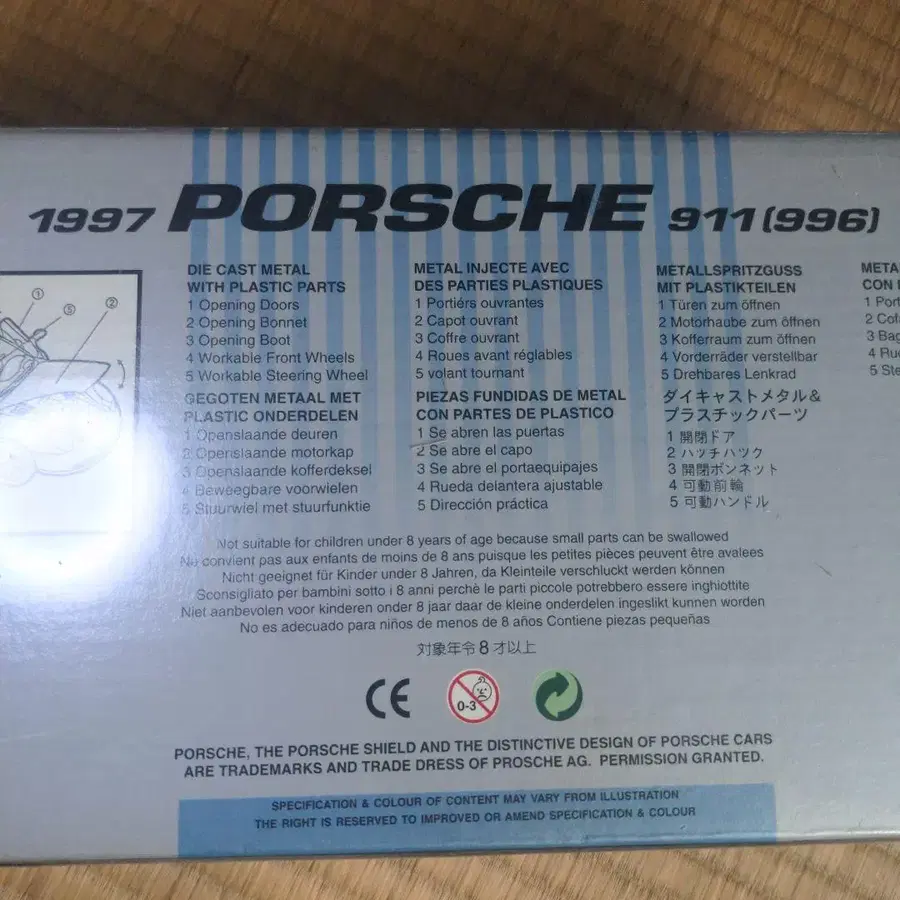 1997 PORSCHE 911 (996)
1
5
2
DIE CAST METAL
WITH PLASTIC PARTS
1 Opening Doors
2 Opening Bonnet
3 Opening Boot
4 Workable Front Wheels
5 Workable Steering Wheel
METAL INJECTE AVEC
DES PARTIES PLASTIQUES
1 Portiérs ouvrantes
2 Capot ouvrant
3 Coffre ouvrant
4 Roues avant réglables
5 volant tournant
METALLSPRITZGUSS
MIT PLASTIKTEILEN
1 Türen zum öffnen
2 Motorhaube zum öffnen
3 Kofferraum zum öffnen
4 Vorderräder verstellbar
5 Drehbares Lenkrad
CON
1
2
3
4
5
GEGOTEN METAAL MET
PLASTIC ONDERDELEN
1 Openslaande deuren
2 Openslaande motorkap
3 Openslaande kofferdeksel
4 Beweegbare voorwielen
5 Stuurwiel met stuurfunktie
PIEZAS FUNDIDAS DE METAL
CON PARTES DE PLASTICO
1 Se abren las puertas
2 Se abre el capo
3 Se abre el portaequipajes
4 Rueda delantera ajustable
5 Dirección práctica
ダイキャストメタル&
プラスチックパーツ
1 開閉ドア
2 ハッチハック
3 開閉ボンネット
4 可動前輪
5 可動ハンドル
Not suitable for children under 8 years of age because small parts can be swallowed
Ne convient pas aux enfants de moins de 8 ans puisque les petites pièces peuvent être avalees
Nicht geeignet für Kinder under 8 Jahren, da Kleinteile verschluckt werden können
Sconsigliato per bambini sotto i 8 anni perchè le parti piccole potrebbero essere inghiottite
Niet aanbevolen voor kinderen onder 8 jaar daar de kleine onderdelen ingeslikt kunnen worden
No es adecuado para niños de menos de 8 años Contiene piezas pequeñas
対象年令8才以上
CE
0-3
PORSCHE, THE PORSCHE SHIELD AND THE DISTINCTIVE DESIGN OF PORSCHE CARS
ARE TRADEMARKS AND TRADE DRESS OF PROSCHE AG. PERMISSION GRANTED.
SPECIFICATION & COLOUR OF CONTENT MAY VARY FROM ILLUSTRATION
THE RIGHT IS RESERVED TO IMPROVED OR AMEND SPECIFICATION & COLOUR